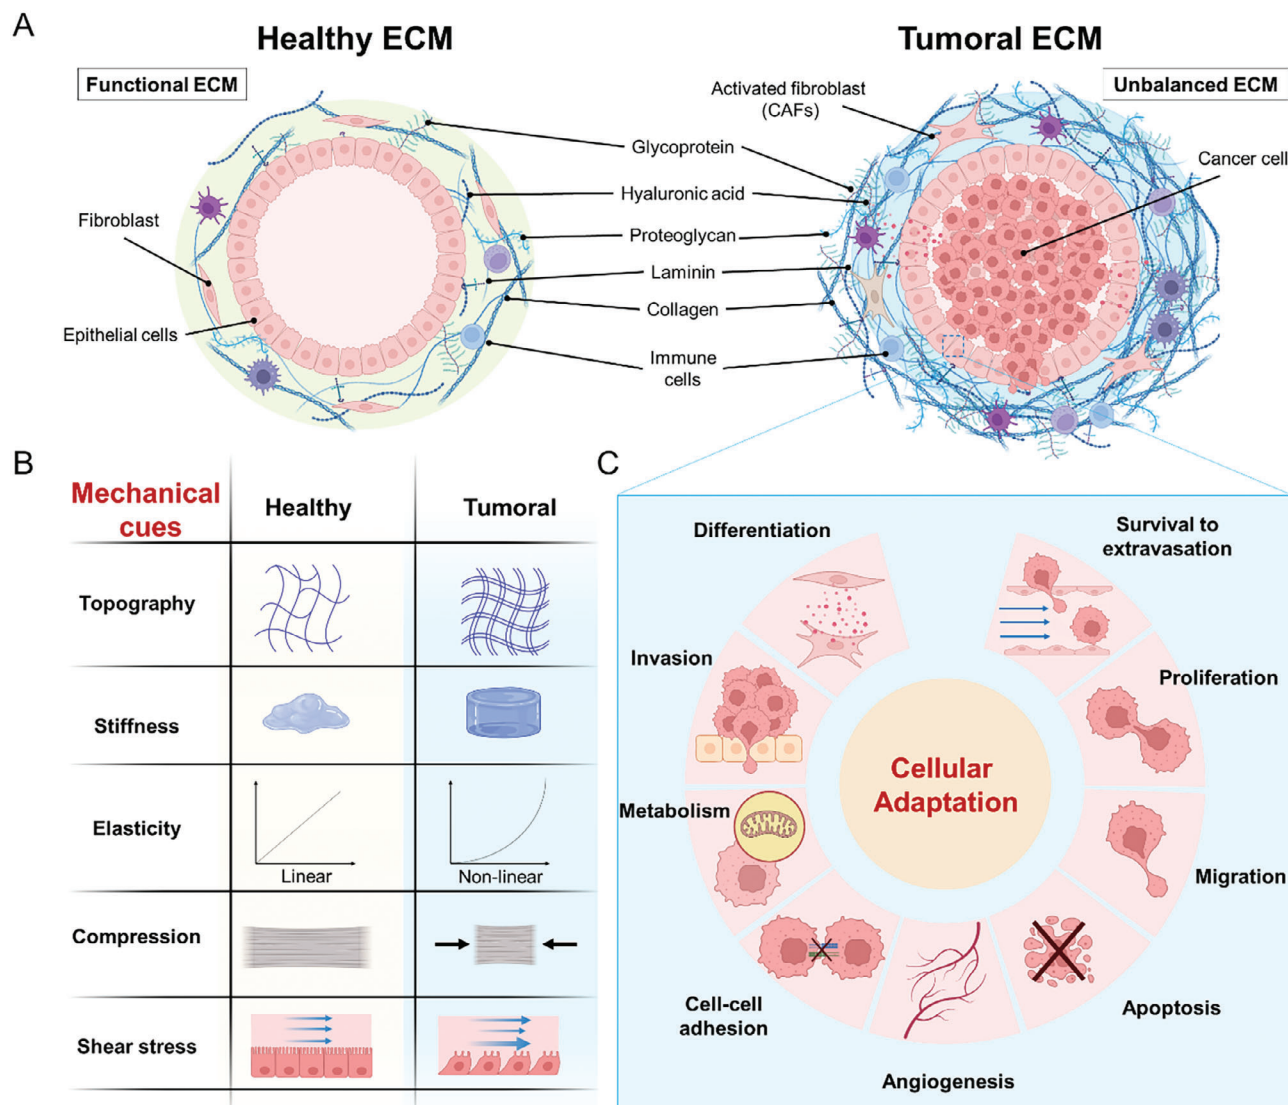 A
Healthy ECM
Tumoral ECM
Functional ECM
Unbalanced ECM
Activated fibroblast
(CAFs)
Glycoprotein
Cancer cell
Hyaluronic acid
Fibroblast
Proteoglycan
Laminin
Collagen
Epithelial cells
Immune
cells
B
Mechanical
cues
Healthy
Tumoral
Topography
Stiffness
Elasticity
Linear
Non-linear
Compression
Shear stress
C
Differentiation
Survival to
extravasation
Invasion
Proliferation
Metabolism
Cellular
Adaptation
Migration
Cell-cell
adhesion
Apoptosis
Angiogenesis